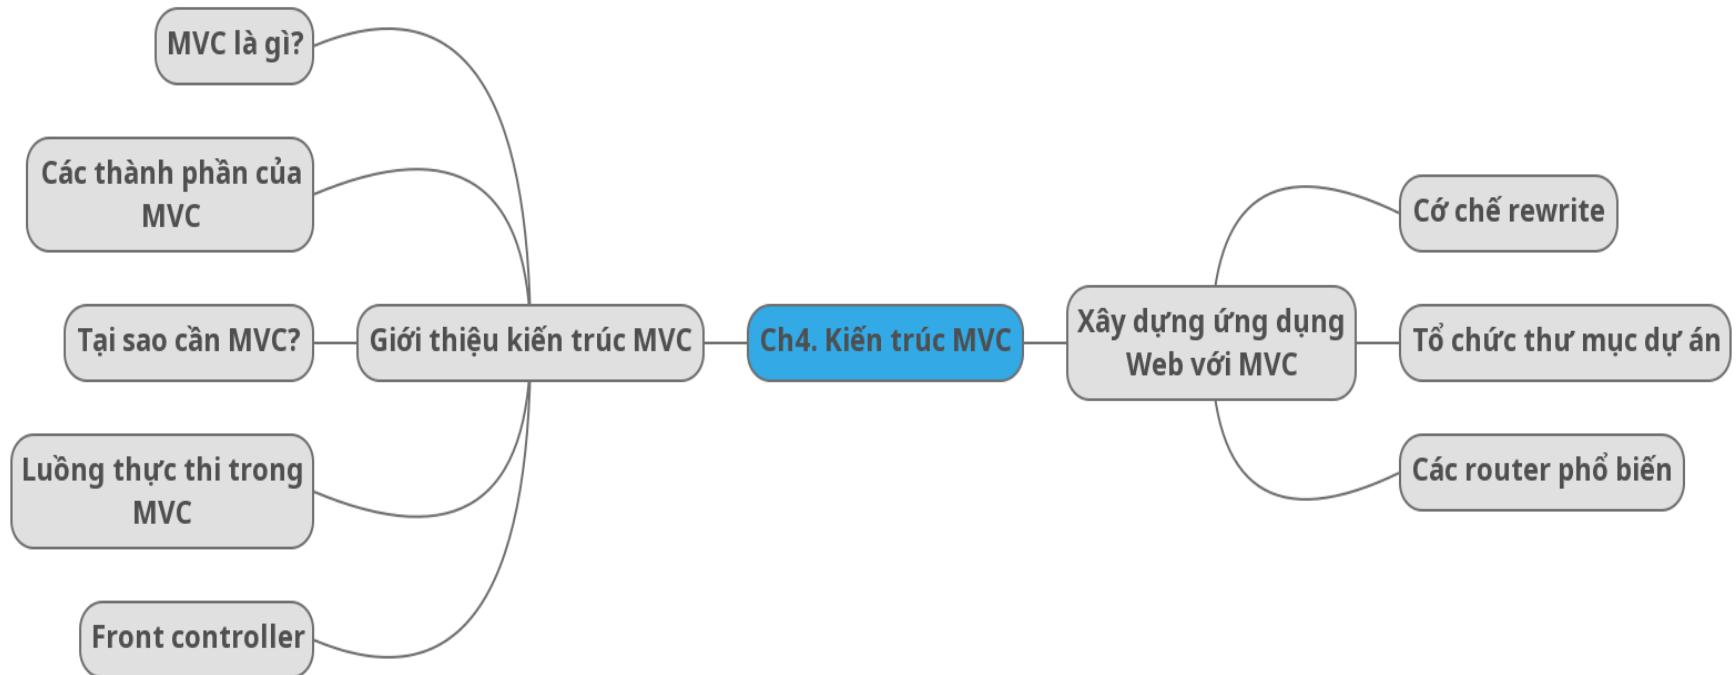 MVC là gì?
Các thành phần của
MVC
Tại sao cần MVC?
Luồng thực thi trong
MVC
Front controller
Giới thiệu kiến trúc MVC
Ch4. Kiến trúc MVC
Xây dựng ứng dụng
Web với MVC
Cớ chế rewrite
Tổ chức thư mục dự án
Các router phổ biến